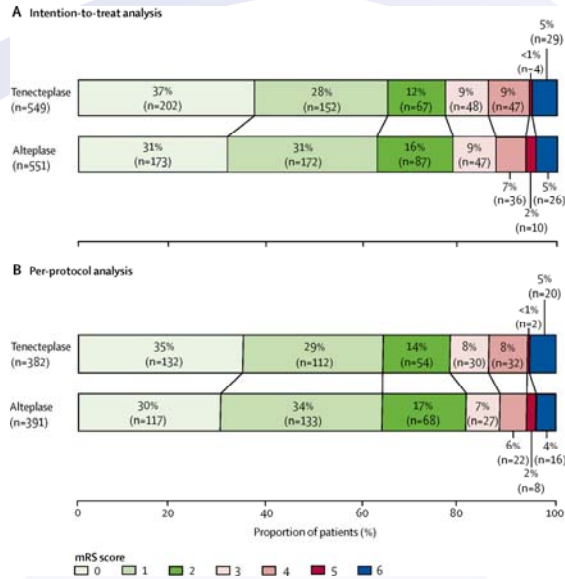 A Intention-to-treat analysis
5%
(n=29)
<1%
(n=4)
Tenecteplase
(n=549)
37%
(n=202)
28%
(n=152)
12%
(n=67)
9%
(n=48)
9%
(n=47)
Alteplase
(n=551)
31%
(n=173)
31%
(n=172)
16%
(n=87)
9%
(n=47)
7%
(n=36)
5%
(n=26)
2%
(n=10)
B Per-protocol analysis
5%
(n=20)
<1%
(n=2)
Tenecteplase
(n=382)
35%
(n=132)
29%
(n=112)
14%
(n=54)
8%
(n=30)
8%
(n=32)
Alteplase
(n=391)
30%
(n=117)
34%
(n=133)
17%
(n=68)
7%
(n=27)
6%
(n=22)
4%
(n=16)
2%
(n=8)
0 20 40 60 80 100
Proportion of patients (%)
mRS score
0 1 2 3 4 5 6